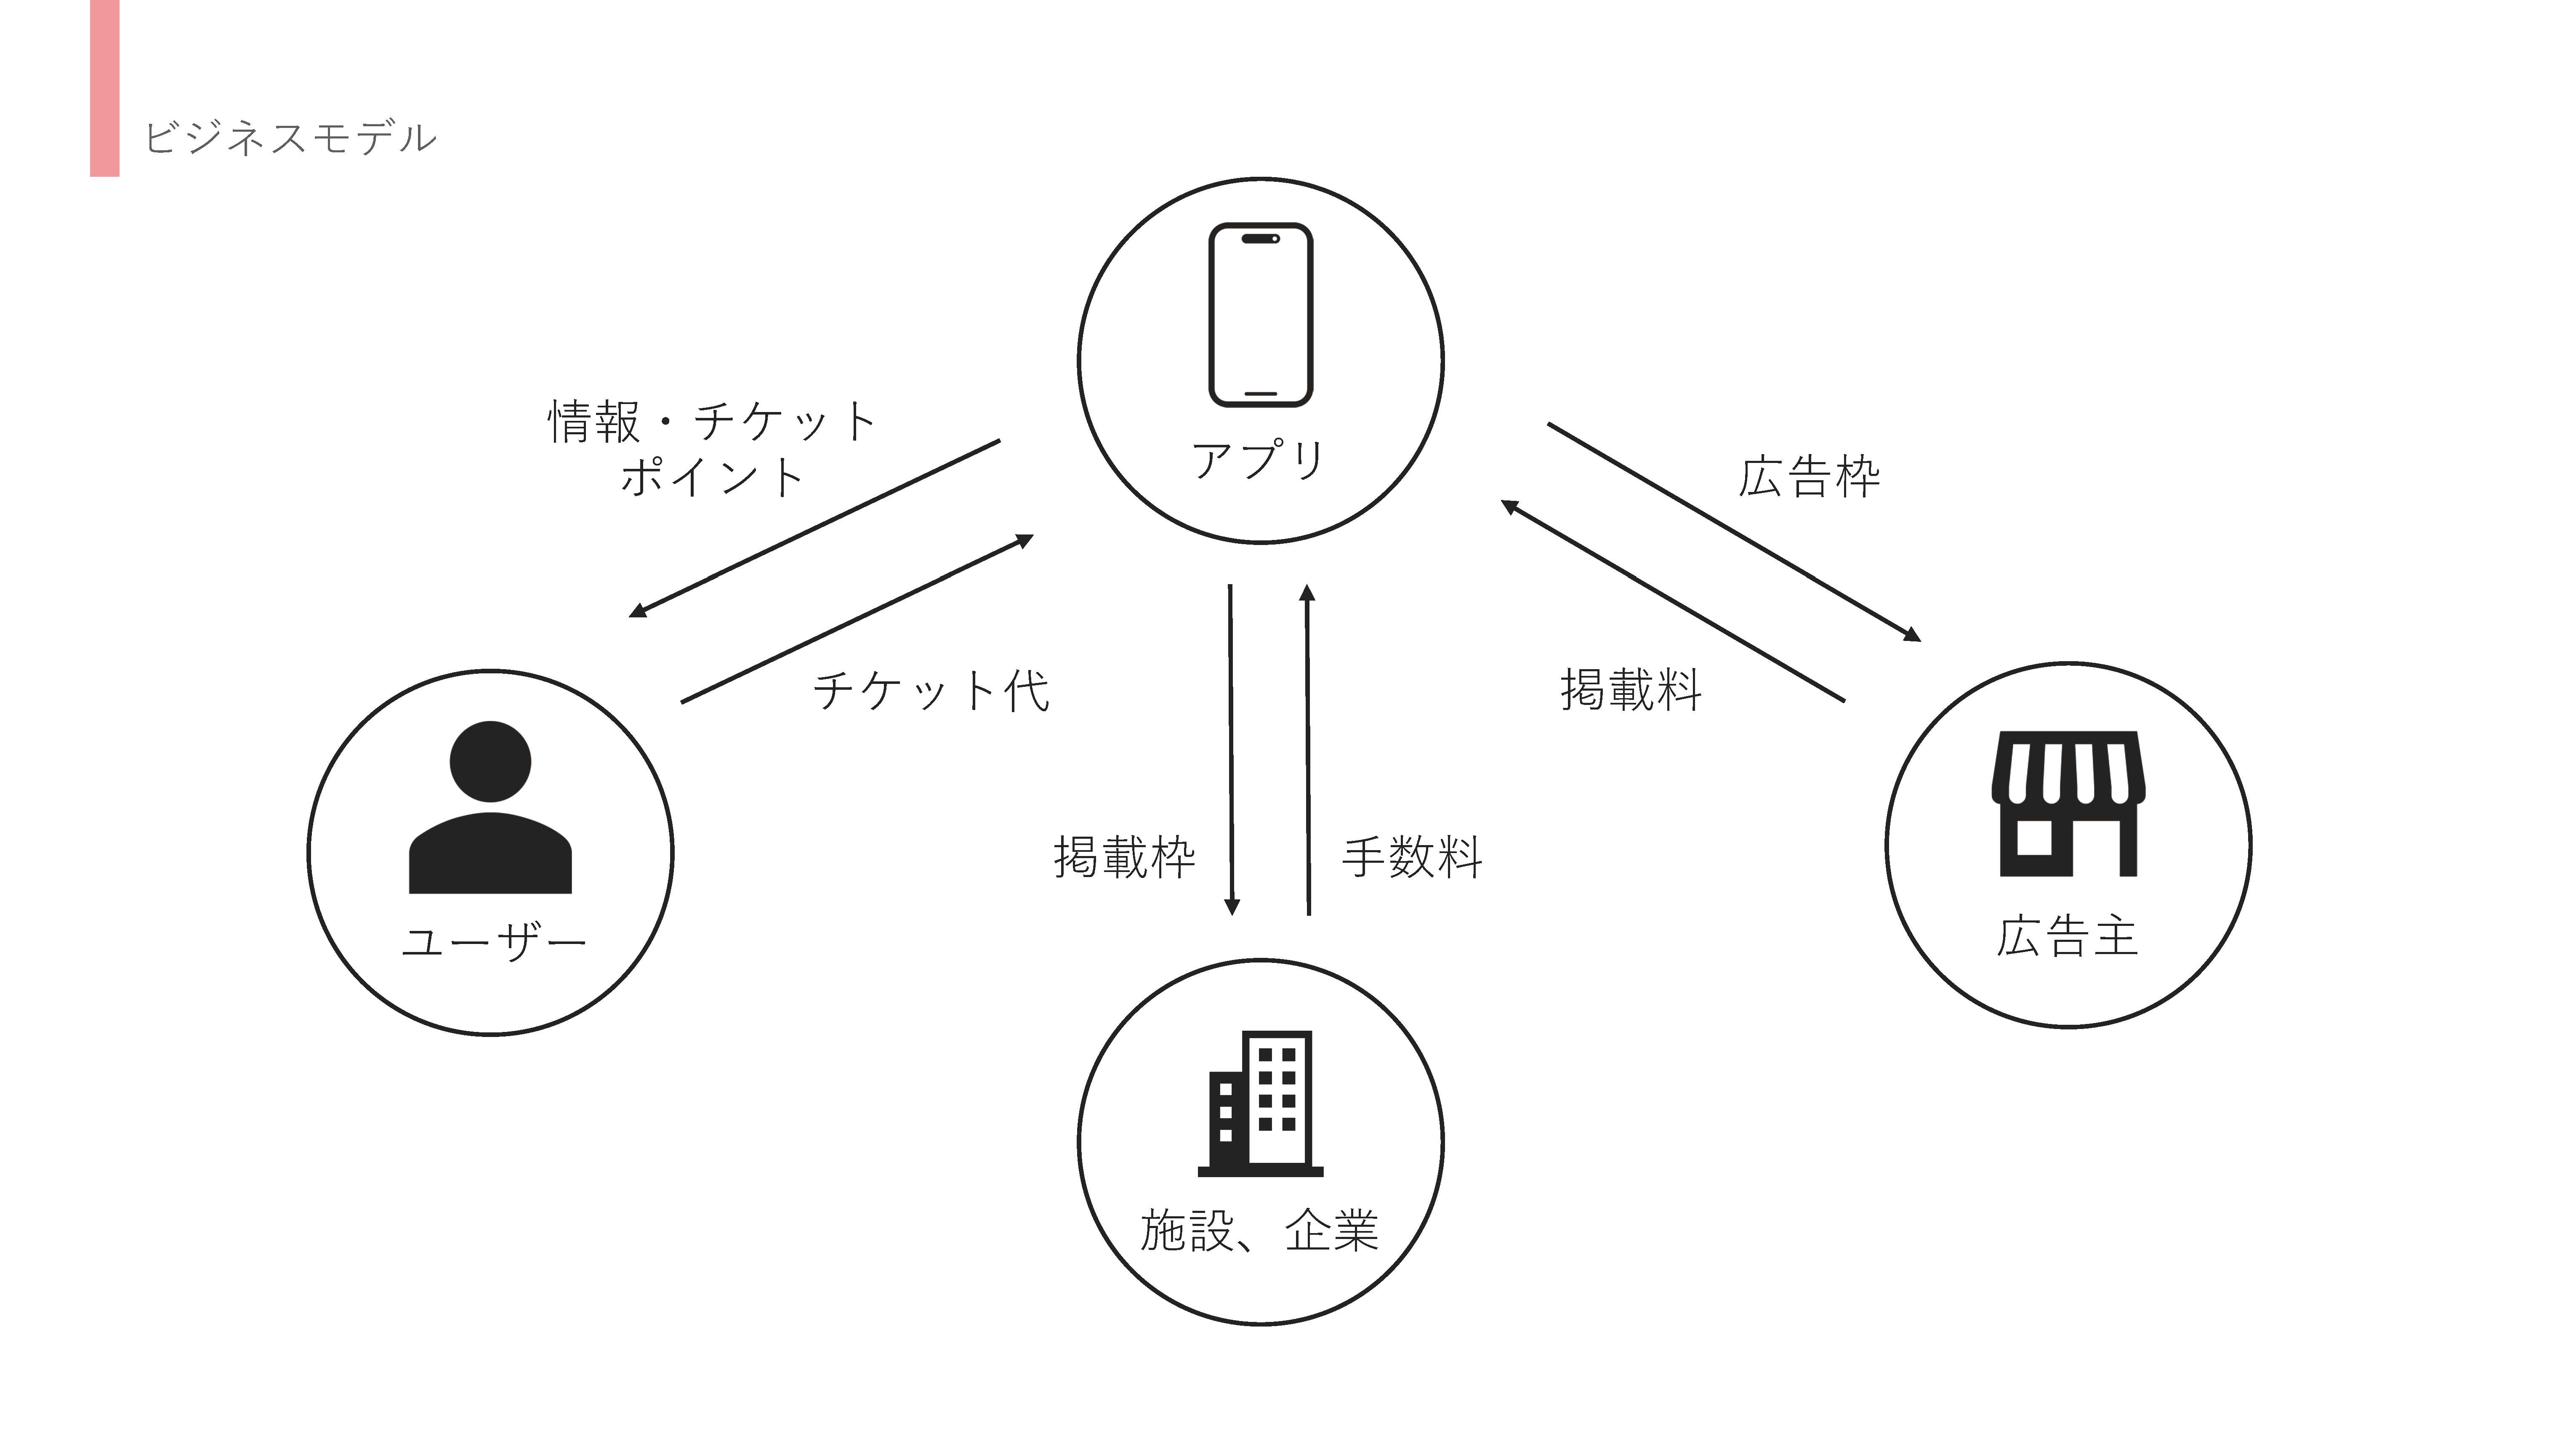 ビジネスモデル
アプリ
情報・チケット
ポイント
広告枠
チケット代
掲載料
掲載枠
手数料
ユーザー
広告主
施設、企業